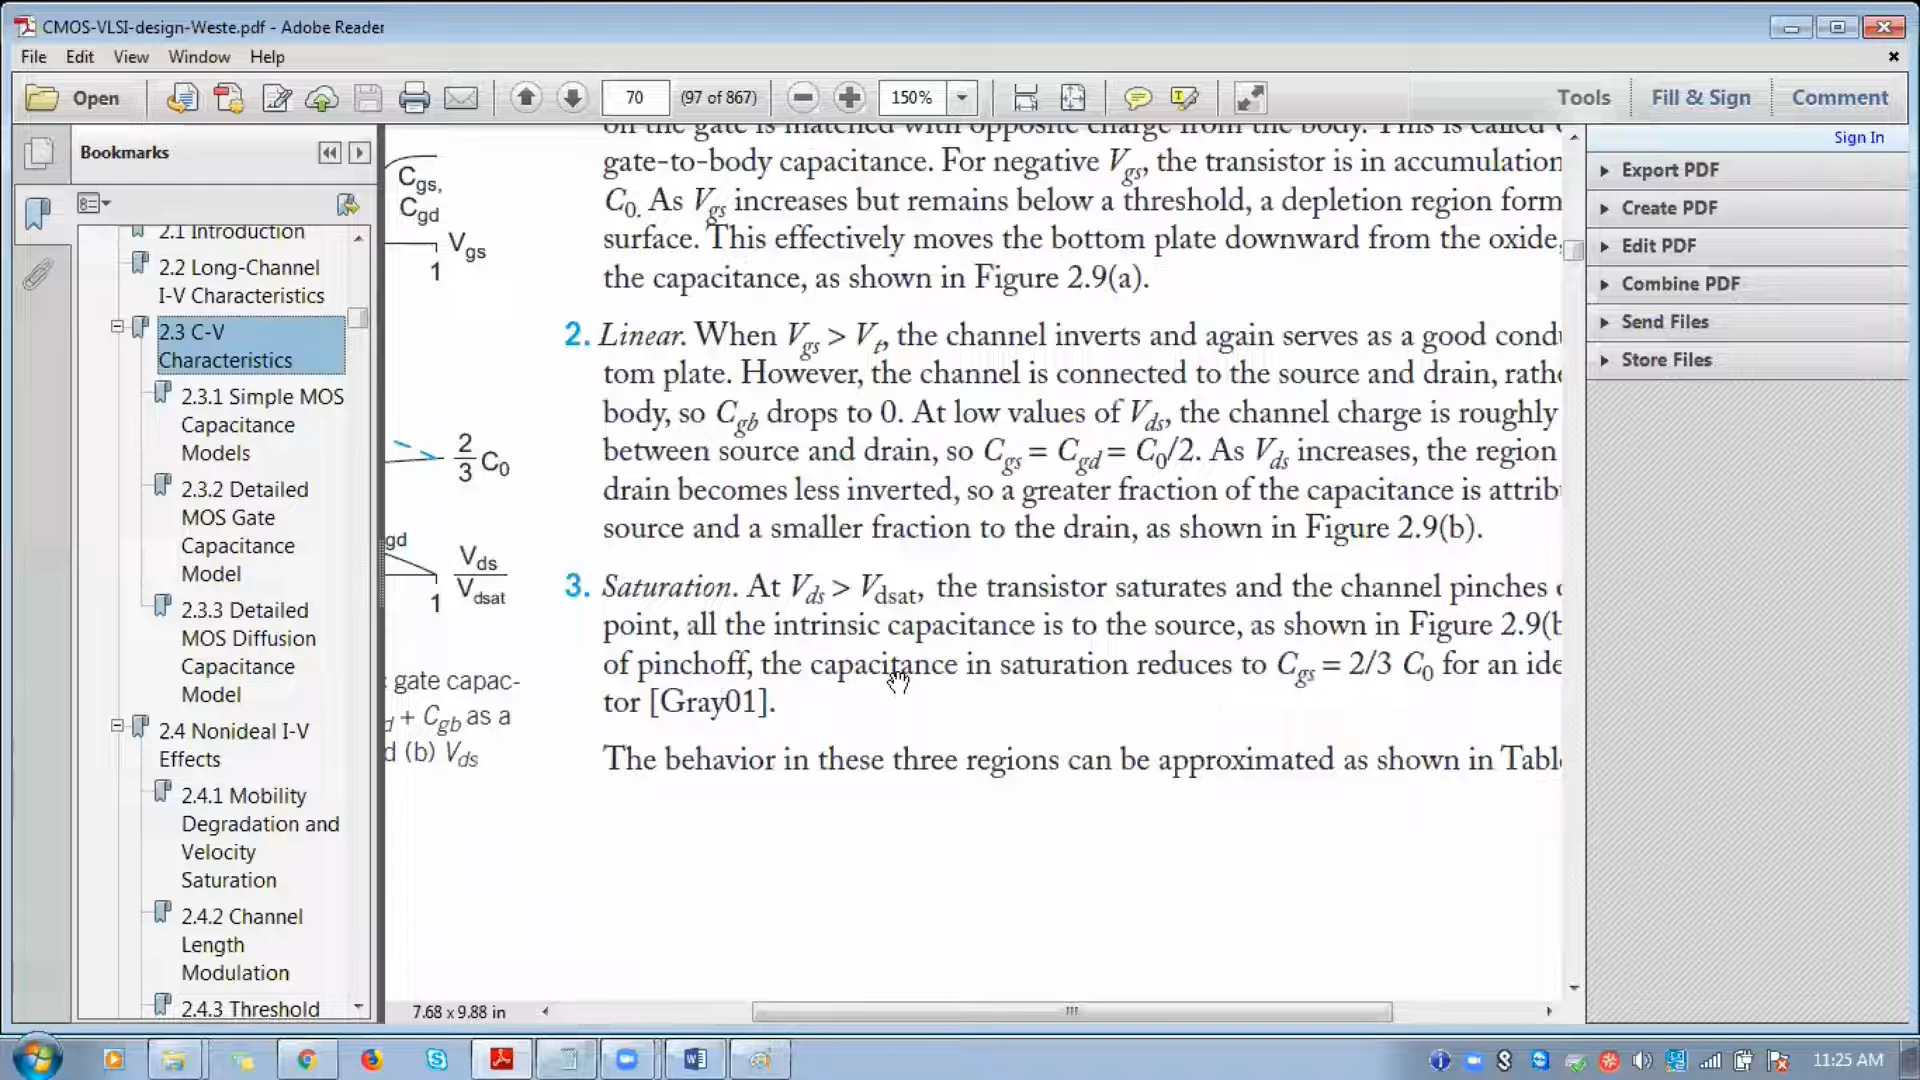 CMOS-VLSI-design-Weste.pdf - Adobe Reader
File Edit View Window Help
Open 70 (97 of 867) 150% Tools Fill & Sign Comment
Sign In
Bookmarks
2.1 Introduction
2.2 Long-Channel
I-V Characteristics
2.3 C-V
Characteristics
2.3.1 Simple MOS
Capacitance
Models
2.3.2 Detailed
MOS Gate
Capacitance
Model
2.3.3 Detailed
MOS Diffusion
Capacitance
Model
2.4 Nonideal I-V
Effects
2.4.1 Mobility
Degradation and
Velocity
Saturation
2.4.2 Channel
Length
Modulation
2.4.3 Threshold
Cgs,
Cgd
Vgs
1
2/3 C0
gd
Vds
Vdsat
1
gate capac-
+ Cgb as a
(b) Vds
on the gate is matched with opposite charge from the body. This is called
gate-to-body capacitance. For negative Vgs, the transistor is in accumulation
C0. As Vgs increases but remains below a threshold, a depletion region form
surface. This effectively moves the bottom plate downward from the oxide,
the capacitance, as shown in Figure 2.9(a).
2. Linear. When Vgs > Vt, the channel inverts and again serves as a good cond
tom plate. However, the channel is connected to the source and drain, rathe
body, so Cgb drops to 0. At low values of Vds, the channel charge is roughly
between source and drain, so Cgs = Cgd = C0/2. As Vds increases, the region
drain becomes less inverted, so a greater fraction of the capacitance is attrib
source and a smaller fraction to the drain, as shown in Figure 2.9(b).
3. Saturation. At Vds > Vdsat, the transistor saturates and the channel pinches
point, all the intrinsic capacitance is to the source, as shown in Figure 2.9(b
of pinchoff, the capacitance in saturation reduces to Cgs = 2/3 C0 for an ide
tor [Gray01].
The behavior in these three regions can be approximated as shown in Tabl
7.68 x 9.88 in
Export PDF
Create PDF
Edit PDF
Combine PDF
Send Files
Store Files
11:25 AM